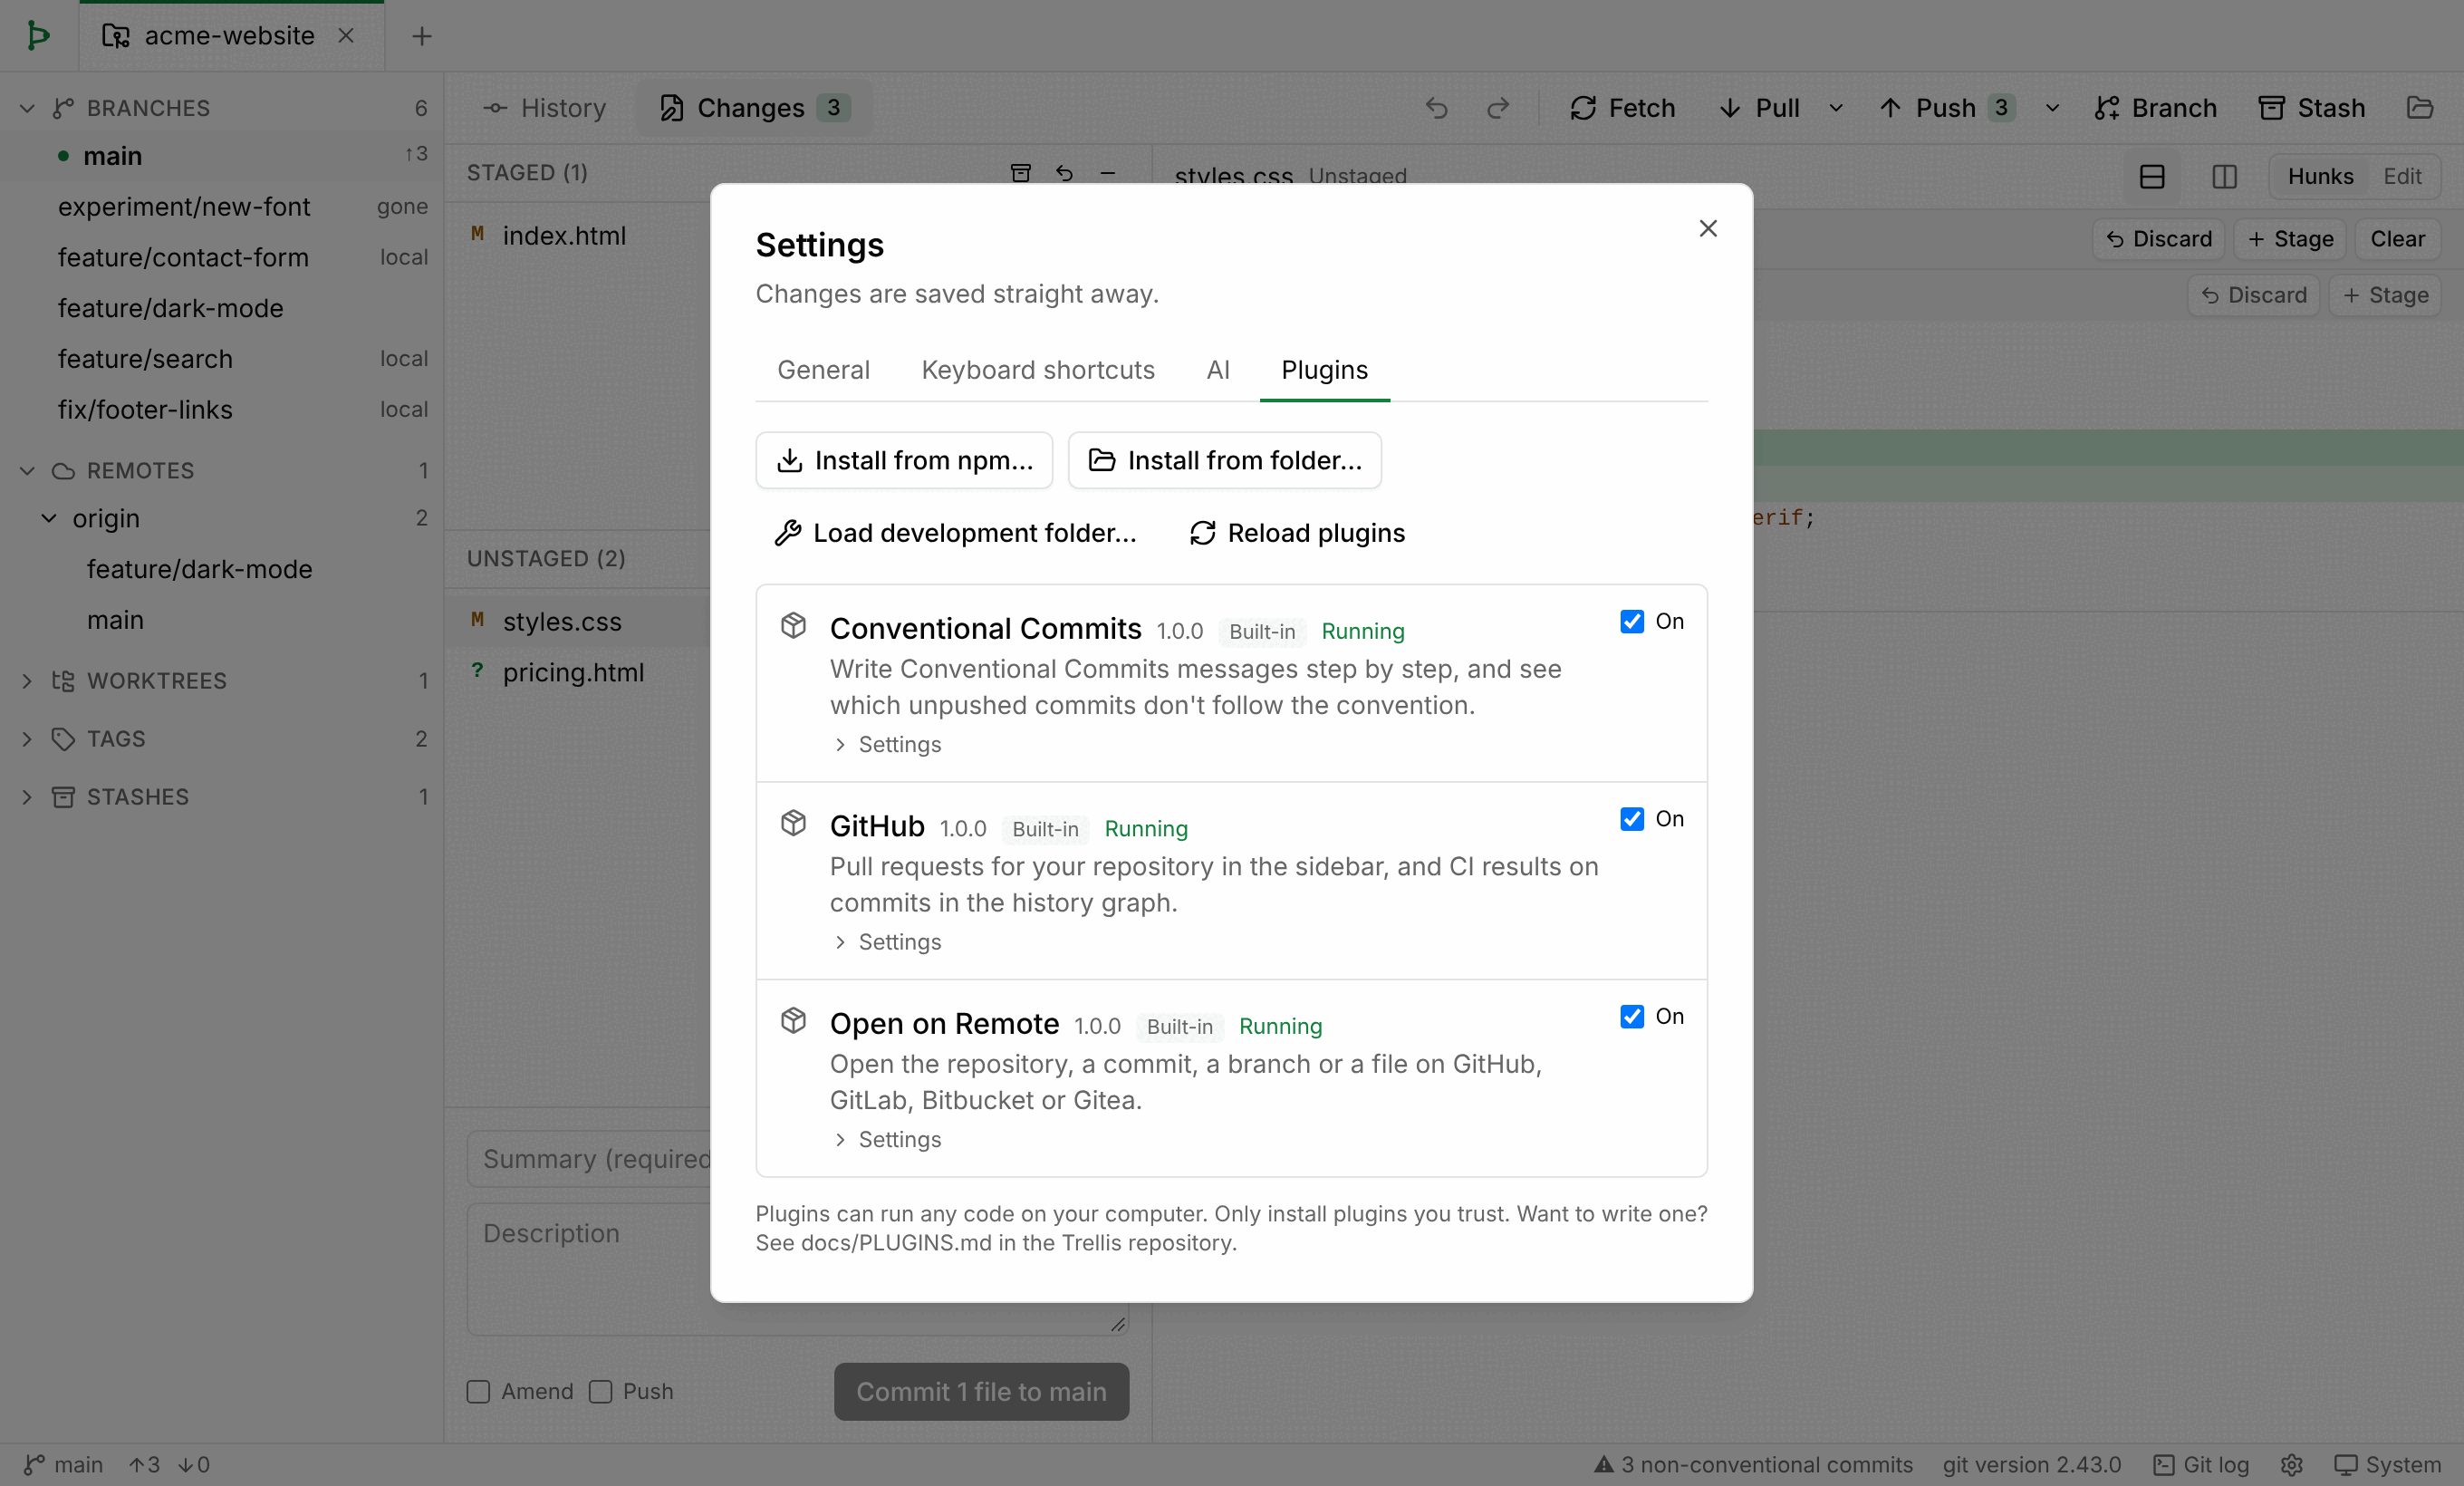 acme-website
BRANCHES 6
main ↑3
experiment/new-font gone
feature/contact-form local
feature/dark-mode
feature/search local
fix/footer-links local
REMOTES 1
origin 2
feature/dark-mode
main
WORKTREES 1
TAGS 2
STASHES 1
History Changes 3
Fetch Pull Push 3 Branch Stash
STAGED (1)
M index.html
UNSTAGED (2)
M styles.css
? pricing.html
Summary (required
Description
Amend Push
Commit 1 file to main
styles.css Unstaged
Hunks Edit
Discard Stage Clear
Discard Stage
erif;
Settings
Changes are saved straight away.
General Keyboard shortcuts AI Plugins
Install from npm... Install from folder...
Load development folder... Reload plugins
Conventional Commits 1.0.0 Built-in Running On
Write Conventional Commits messages step by step, and see
which unpushed commits don't follow the convention.
Settings
GitHub 1.0.0 Built-in Running On
Pull requests for your repository in the sidebar, and CI results on
commits in the history graph.
Settings
Open on Remote 1.0.0 Built-in Running On
Open the repository, a commit, a branch or a file on GitHub,
GitLab, Bitbucket or Gitea.
Settings
Plugins can run any code on your computer. Only install plugins you trust. Want to write one?
See docs/PLUGINS.md in the Trellis repository.
main ↑3 ↓0
3 non-conventional commits git version 2.43.0 Git log System